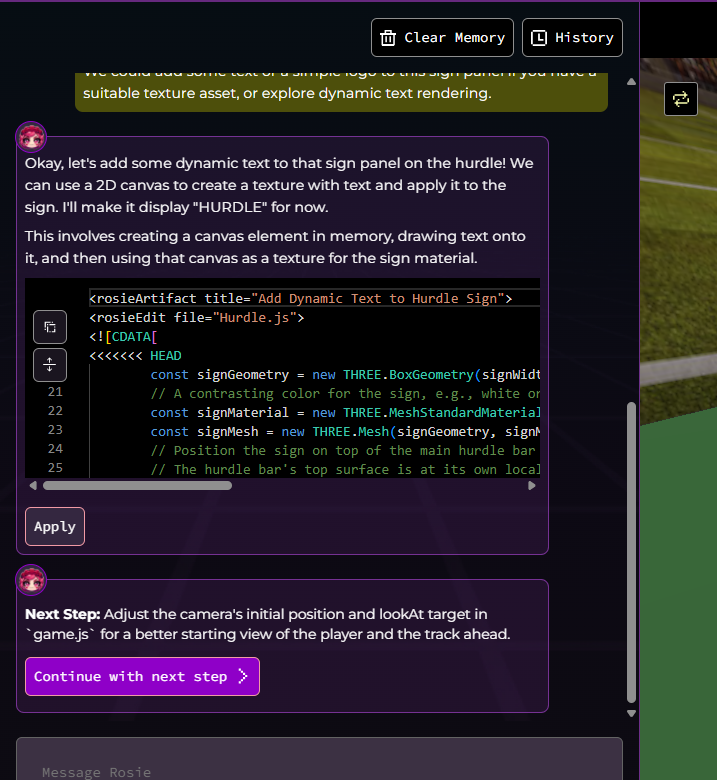 Clear Memory
History
We could add some text or a simple logo to this sign panel if you have a
suitable texture asset, or explore dynamic text rendering.
Okay, let's add some dynamic text to that sign panel on the hurdle! We
can use a 2D canvas to create a texture with text and apply it to the
sign. I'll make it display "HURDLE" for now.
This involves creating a canvas element in memory, drawing text onto
it, and then using that canvas as a texture for the sign material.
<rosieArtifact title="Add Dynamic Text to Hurdle Sign">
<rosieEdit file="Hurdle.js">
<![CDATA[
<<<<<<< HEAD
const signGeometry = new THREE.BoxGeometry(signWidt
21 // A contrasting color for the sign, e.g., white or
22 const signMaterial = new THREE.MeshStandardMaterial
23 const signMesh = new THREE.Mesh(signGeometry, signM
24 // Position the sign on top of the main hurdle bar
25 // The hurdle bar's top surface is at its own local
Apply
Next Step: Adjust the camera's initial position and lookAt target in
`game.js` for a better starting view of the player and the track ahead.
Continue with next step
Message Rosie